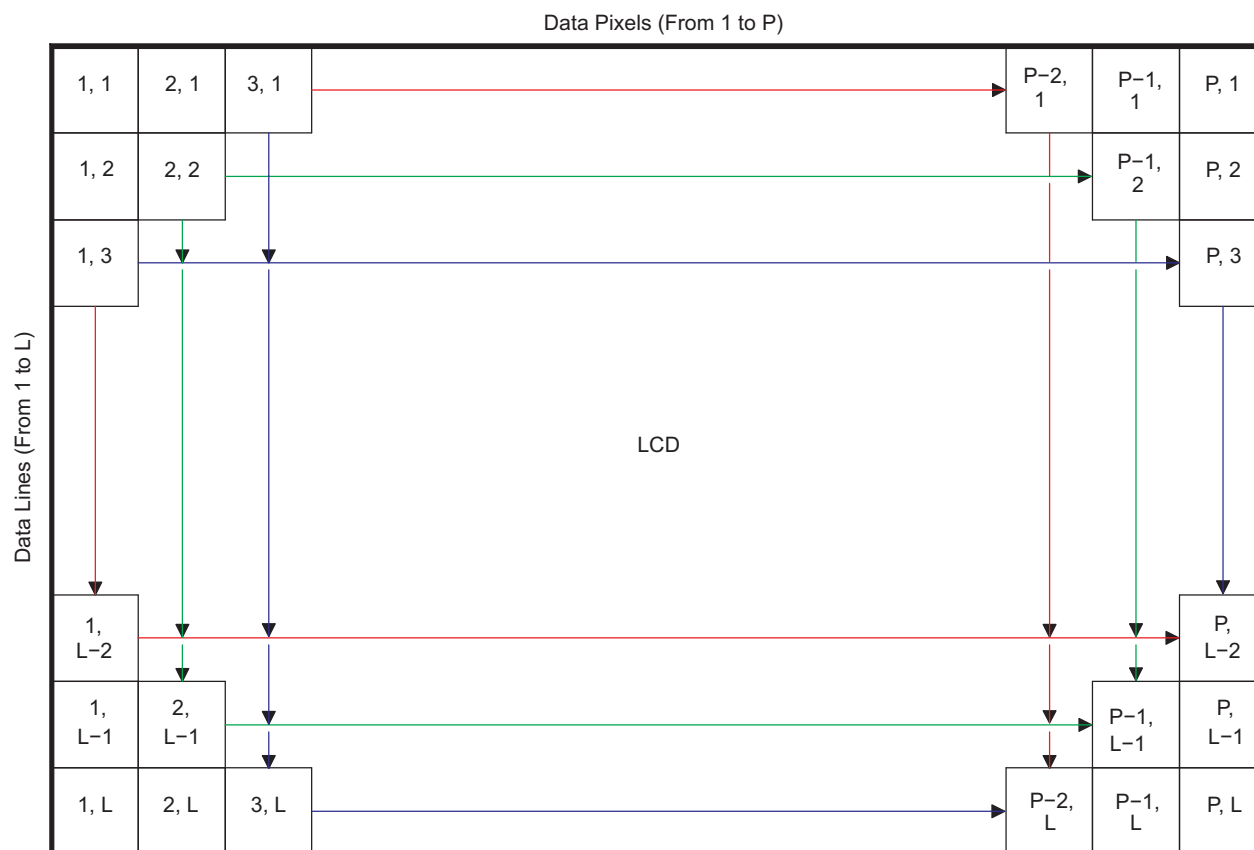 Data Pixels (From 1 to P)
1, 1
2, 1
3, 1
P−2,
1
P−1,
1
P, 1
1, 2
2, 2
P−1,
2
P, 2
1, 3
P, 3
Data Lines (From 1 to L)
LCD
1,
L−2
P,
L−2
1,
L−1
2,
L−1
P−1,
L−1
P,
L−1
1, L
2, L
3, L
P−2,
L
P−1,
L
P, L